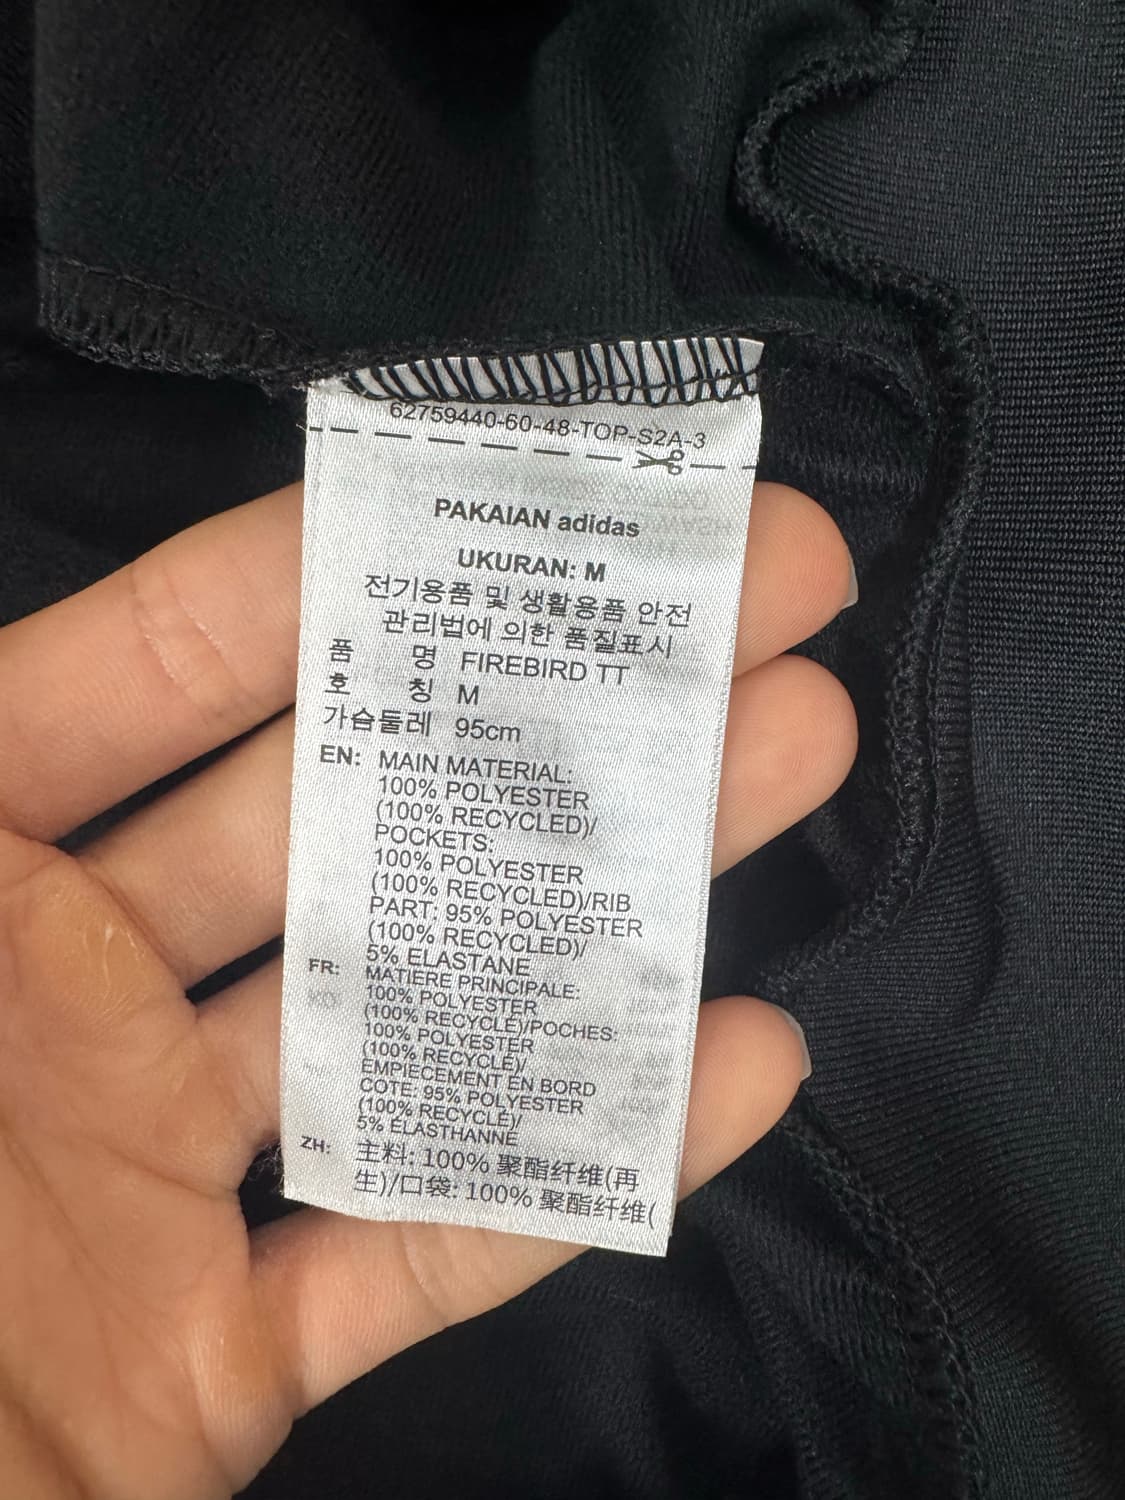 62759440-60-48-TOP-S2A-3
PAKAIAN adidas
UKURAN: M
전기용품 및 생활용품 안전
관리법에 의한 품질표시
품 명 FIREBIRD TT
호 칭 M
가슴둘레 95cm
EN: MAIN MATERIAL:
100% POLYESTER
(100% RECYCLED)/
POCKETS:
100% POLYESTER
(100% RECYCLED)/RIB
PART: 95% POLYESTER
(100% RECYCLED)/
5% ELASTANE
FR: MATIERE PRINCIPALE:
100% POLYESTER
(100% RECYCLE)/POCHES:
100% POLYESTER
(100% RECYCLE)/
EMPIECEMENT EN BORD
COTE: 95% POLYESTER
(100% RECYCLE)/
5% ELASTHANNE
ZH: 主料: 100% 聚酯纤维(再
生)/口袋: 100% 聚酯纤维(